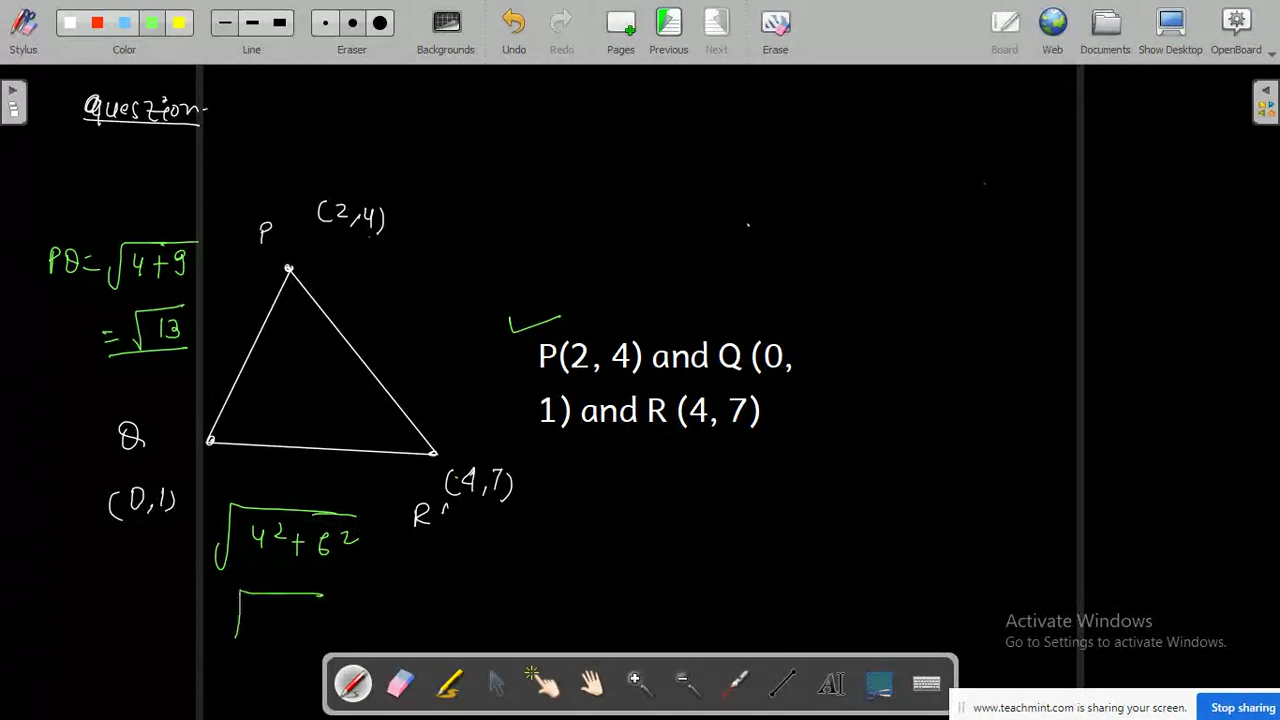 Stylus
Color
Line
Eraser
Backgrounds
Undo
Redo
Pages
Previous
Next
Erase
Board
Web
Documents
Show Desktop
OpenBoard
Question
P
(2,4)
PQ=√4+9
=√13
P(2, 4) and Q (0,
1) and R (4, 7)
Q
(0,1)
(4,7)
R
√4²+6²
√
Activate Windows
Go to Settings to activate Windows.
www.teachmint.com is sharing your screen.
Stop sharing